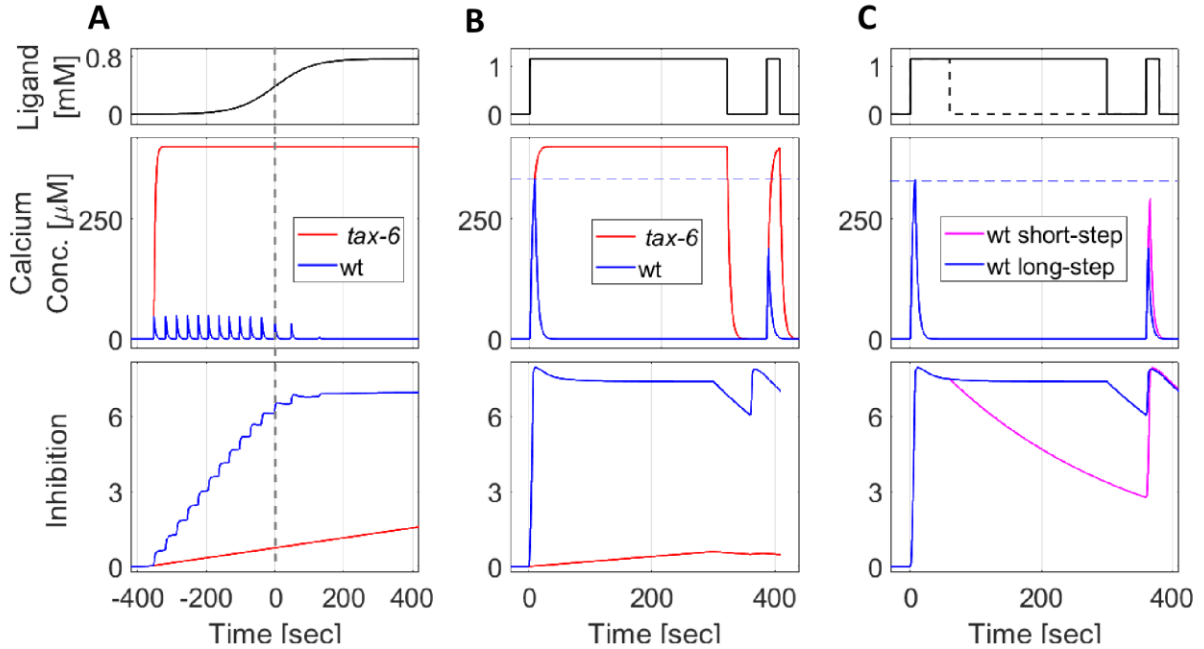 A
B
C
Ligand
[mM]
0.8
0
1
0
1
0
Calcium
Conc. [μM]
250
0
tax-6
wt
250
0
tax-6
wt
250
0
wt short-step
wt long-step
Inhibition
6
3
0
6
3
0
6
3
0
-400 -200 0 200 400
0 200 400
0 200 400
Time [sec]
Time [sec]
Time [sec]